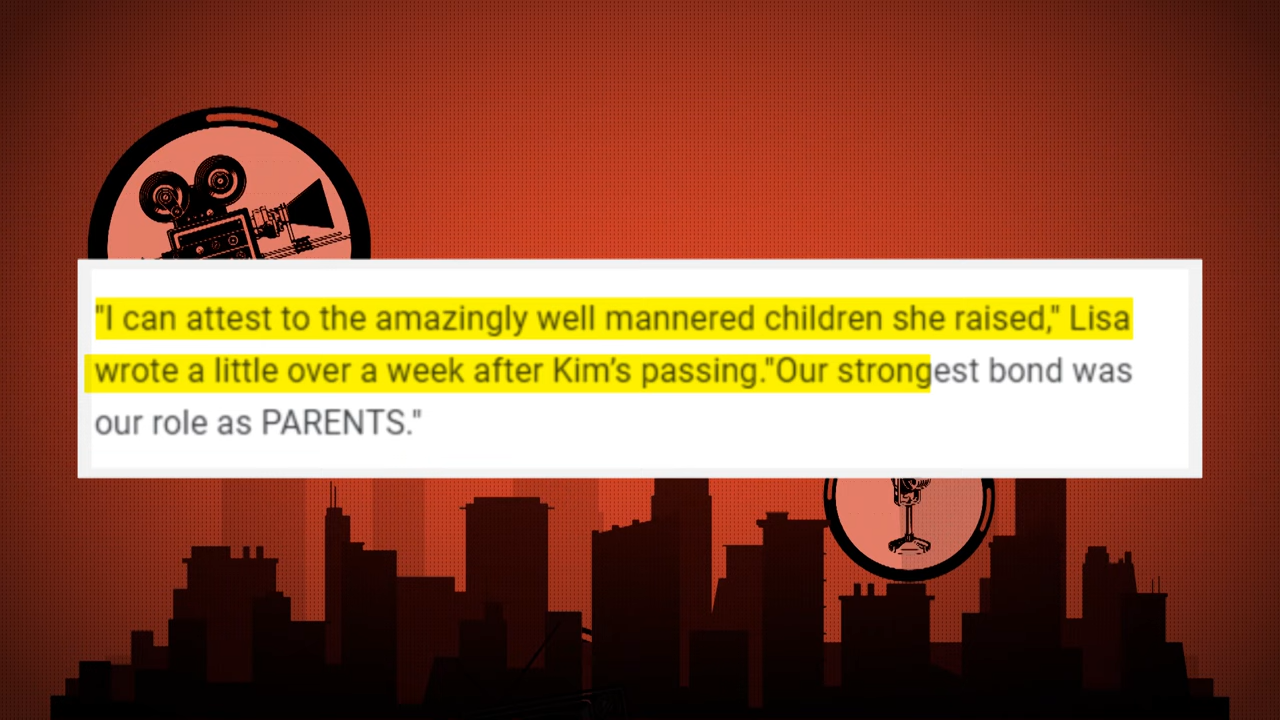 "I can attest to the amazingly well mannered children she raised," Lisa
wrote a little over a week after Kim’s passing."Our strongest bond was
our role as PARENTS."